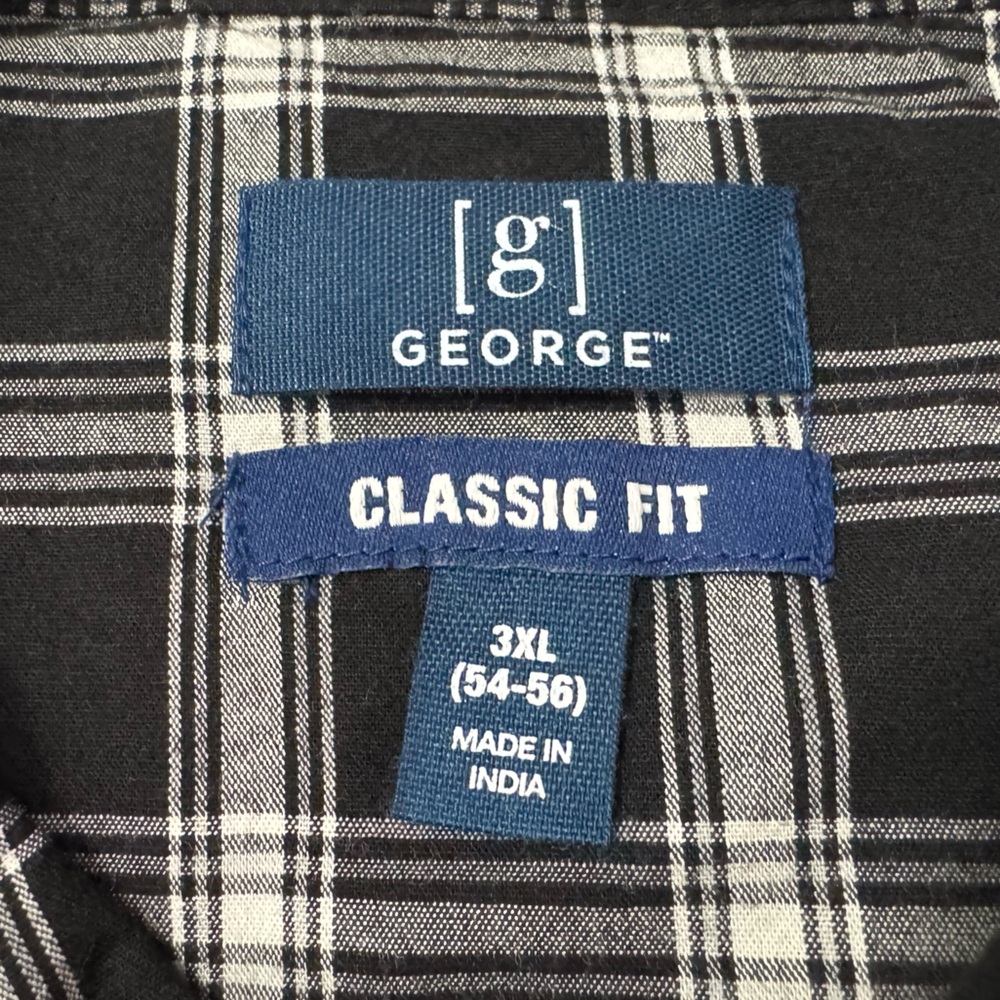 [g]
GEORGE™
CLASSIC FIT
3XL
(54-56)
MADE IN
INDIA